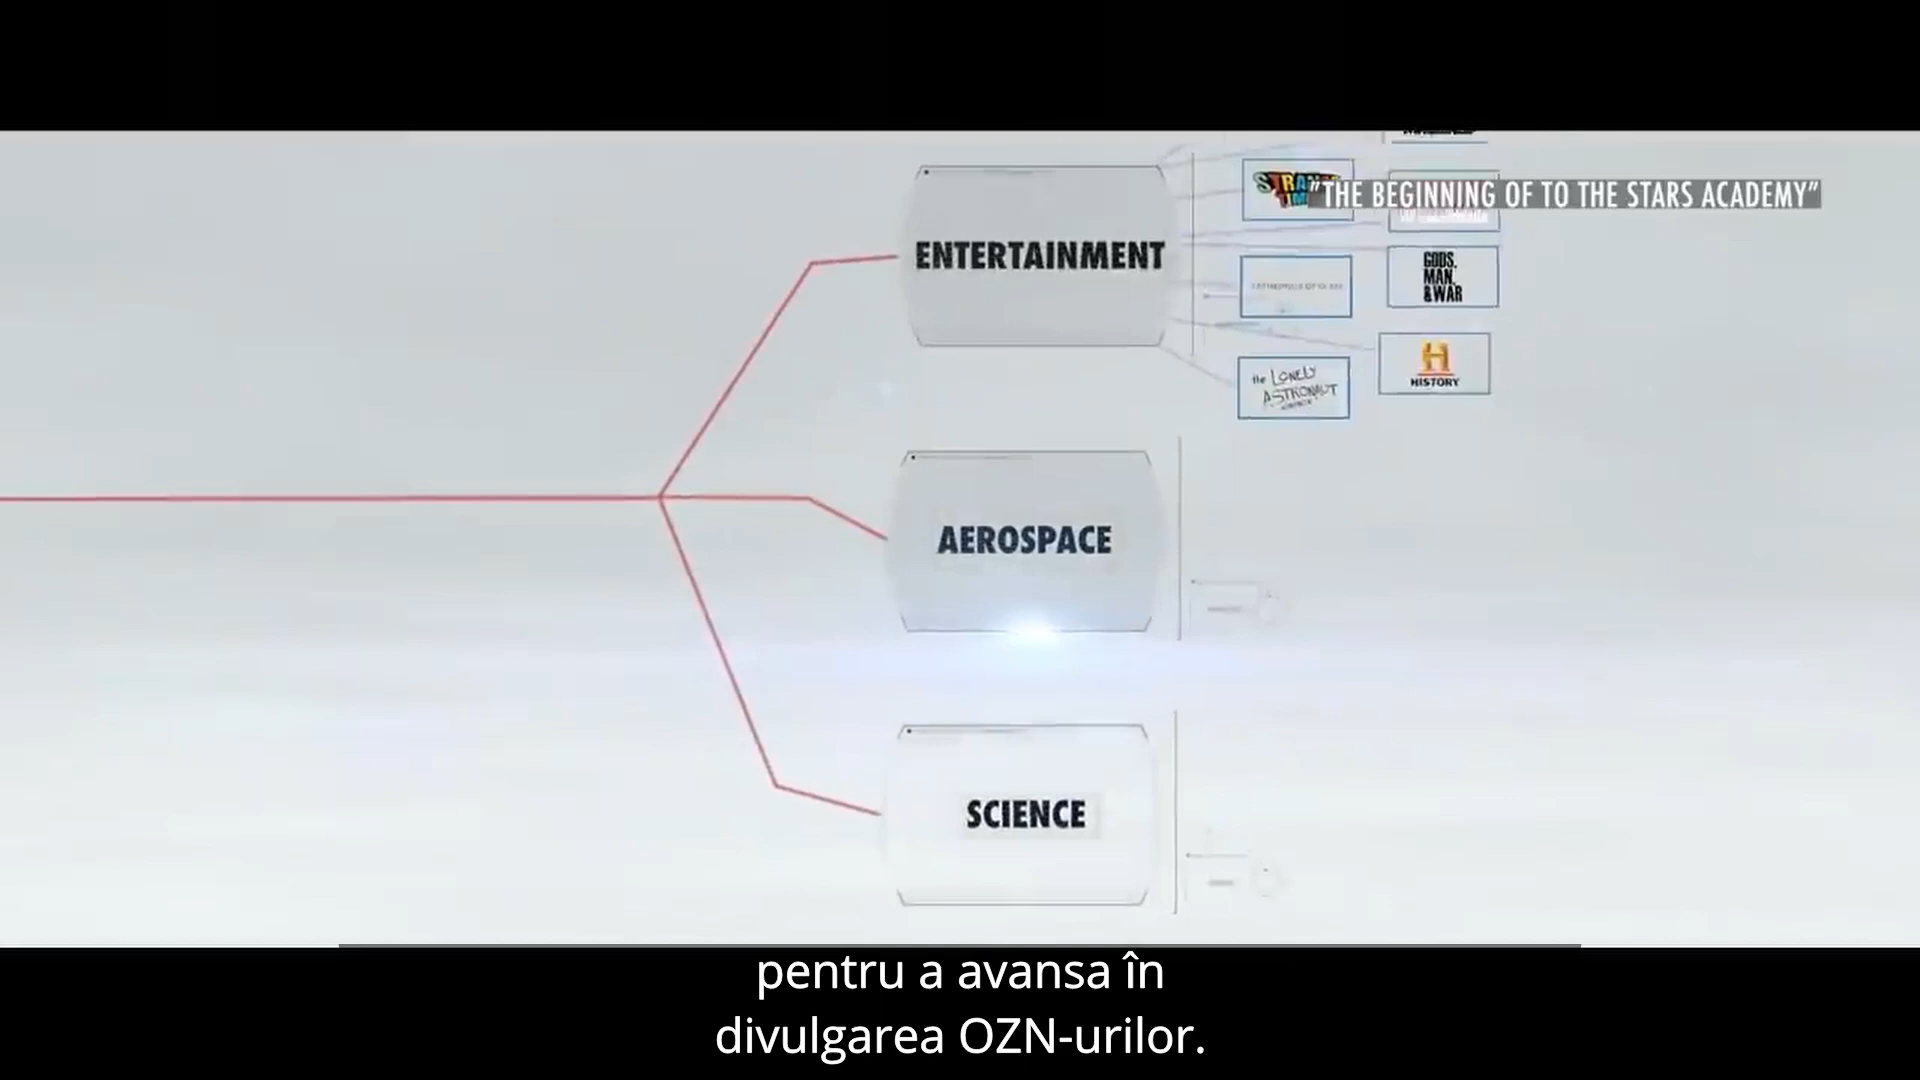 "THE BEGINNING OF TO THE STARS ACADEMY"
ENTERTAINMENT
GODS,
MAN,
&WAR
HISTORY
the LONELY
ASTRONAUT
AEROSPACE
SCIENCE
pentru a avansa în
divulgarea OZN-urilor.